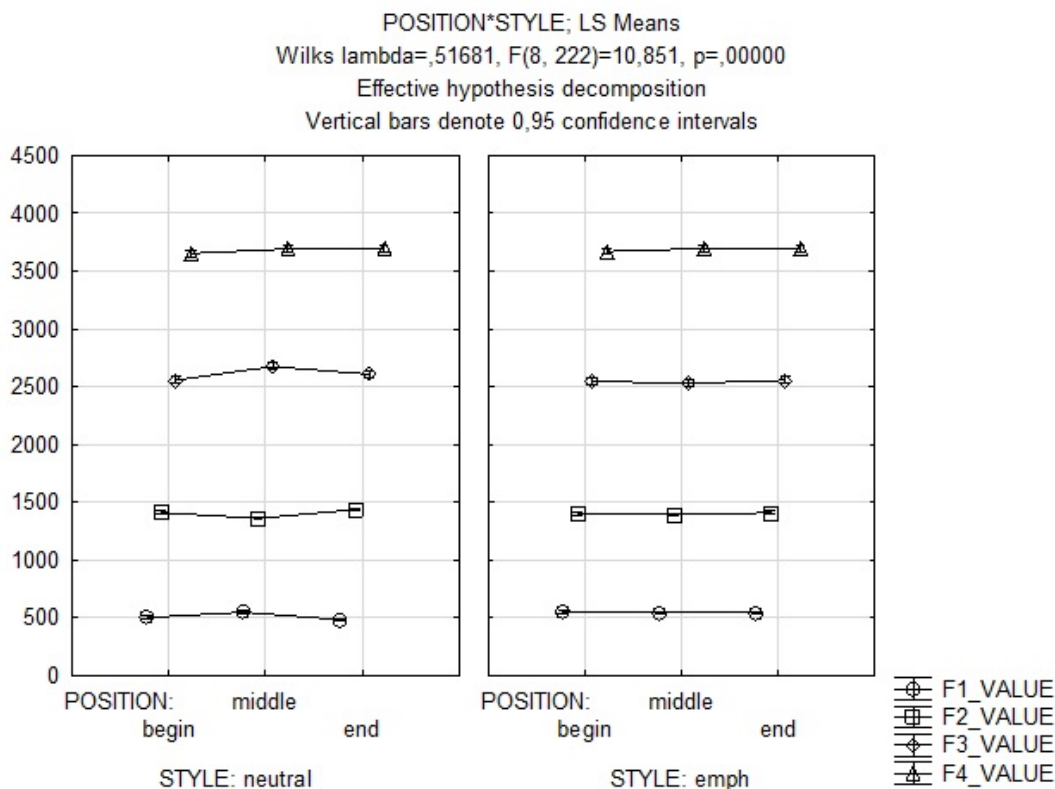 POSITION*STYLE; LS Means
Wilks lambda=,51681, F(8, 222)=10,851, p=,00000
Effective hypothesis decomposition
Vertical bars denote 0,95 confidence intervals
4500
4000
3500
3000
2500
2000
1500
1000
500
0
POSITION: middle
begin end
STYLE: neutral
POSITION: middle
begin end
STYLE: emph
F1_VALUE
F2_VALUE
F3_VALUE
F4_VALUE